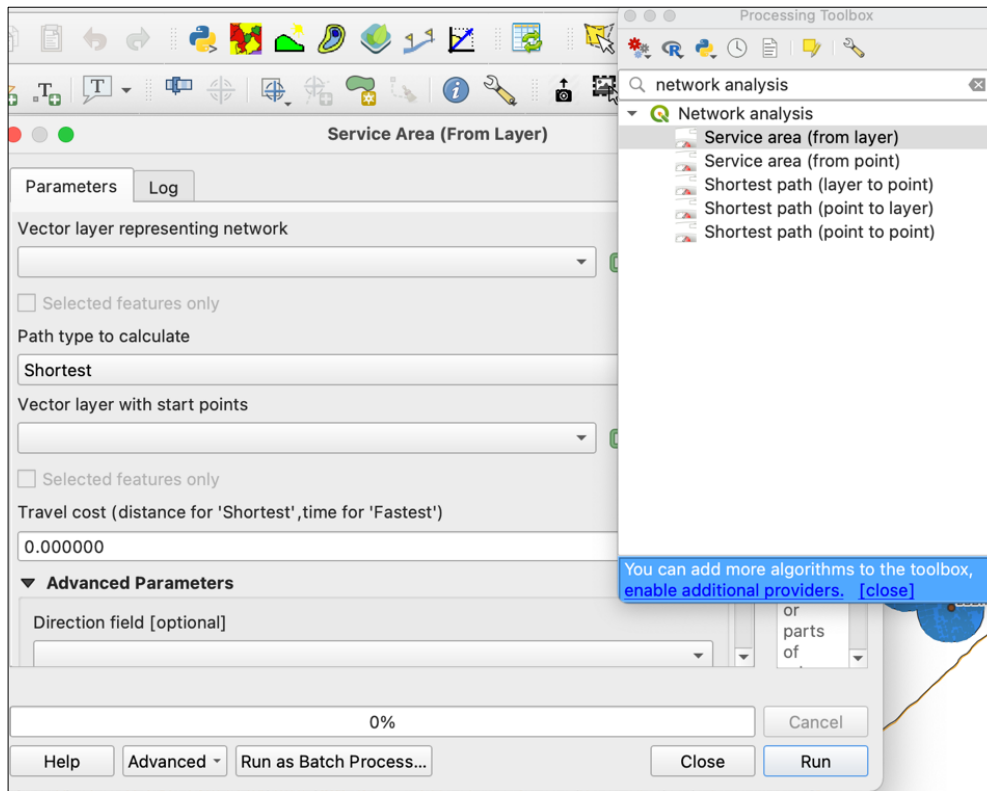 Processing Toolbox
network analysis
Network analysis
Service area (from layer)
Service area (from point)
Shortest path (layer to point)
Shortest path (point to layer)
Shortest path (point to point)
You can add more algorithms to the toolbox,
enable additional providers. [close]
Service Area (From Layer)
Parameters
Log
Vector layer representing network
Selected features only
Path type to calculate
Shortest
Vector layer with start points
Selected features only
Travel cost (distance for 'Shortest',time for 'Fastest')
0.000000
Advanced Parameters
Direction field [optional]
or
parts
of
0%
Cancel
Help
Advanced
Run as Batch Process...
Close
Run